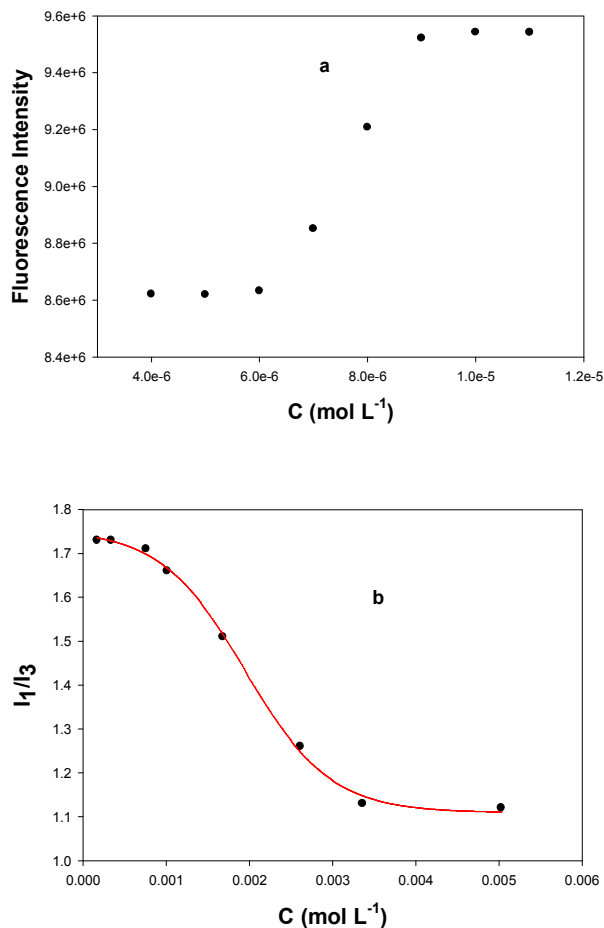 9.6e+6
a
9.4e+6
9.2e+6
9.0e+6
8.8e+6
8.6e+6
8.4e+6
Fluorescence Intensity
4.0e-6 6.0e-6 8.0e-6 1.0e-5 1.2e-5
C (mol L-1)
1.8
1.7
1.6
b
1.5
1.4
1.3
1.2
1.1
1.0
I1/I3
0.000 0.001 0.002 0.003 0.004 0.005 0.006
C (mol L-1)